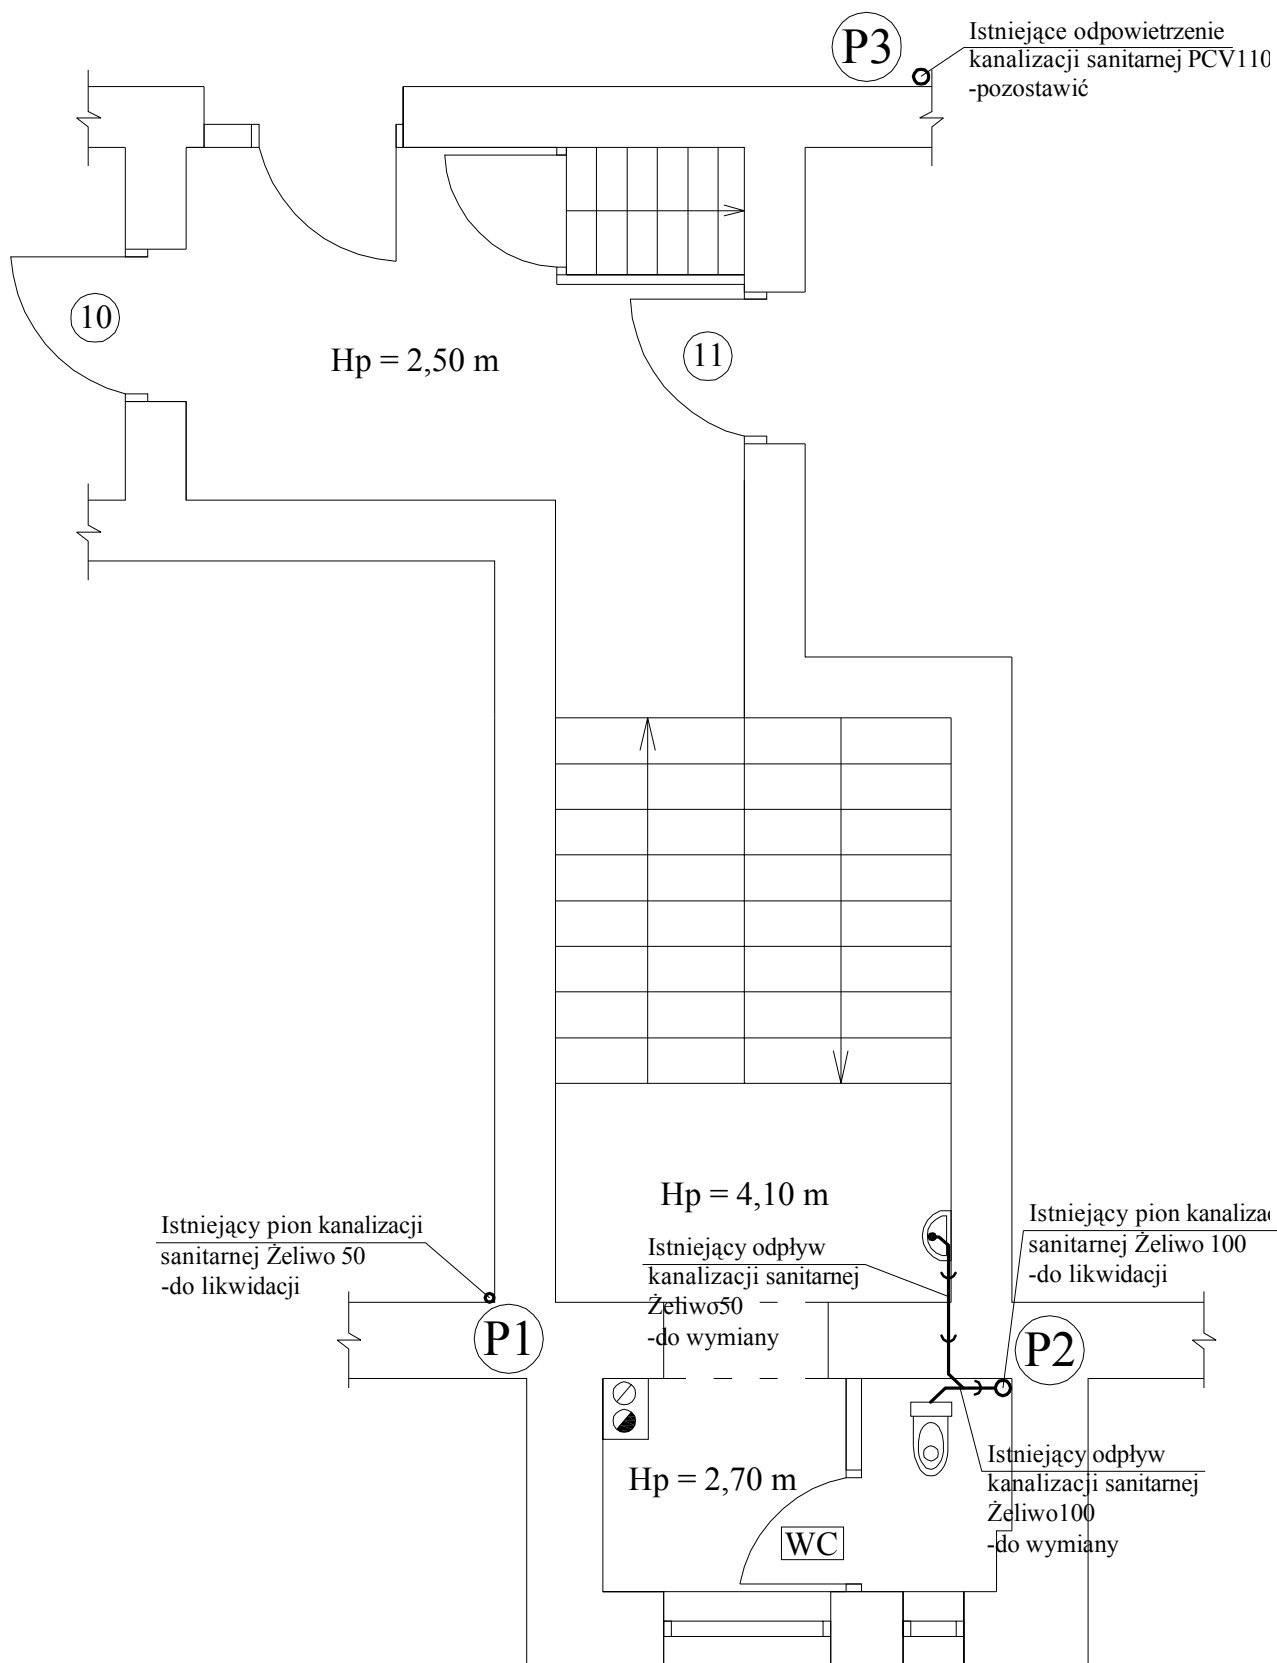 P3
Istniejące odpowietrzenie
kanalizacji sanitarnej PCV110
-pozostawić
10
Hp = 2,50 m
11
Hp = 4,10 m
Istniejący pion kanalizacji
sanitarnej Żeliwo 50
-do likwidacji
Istniejący odpływ
kanalizacji sanitarnej
Żeliwo50
-do wymiany
Istniejący pion
sanitarnej Żeliwo 100
-do likwidacji
P1
P2
Hp = 2,70 m
Istniejący odpływ
kanalizacji sanitarnej
Żeliwo100
-do wymiany
WC